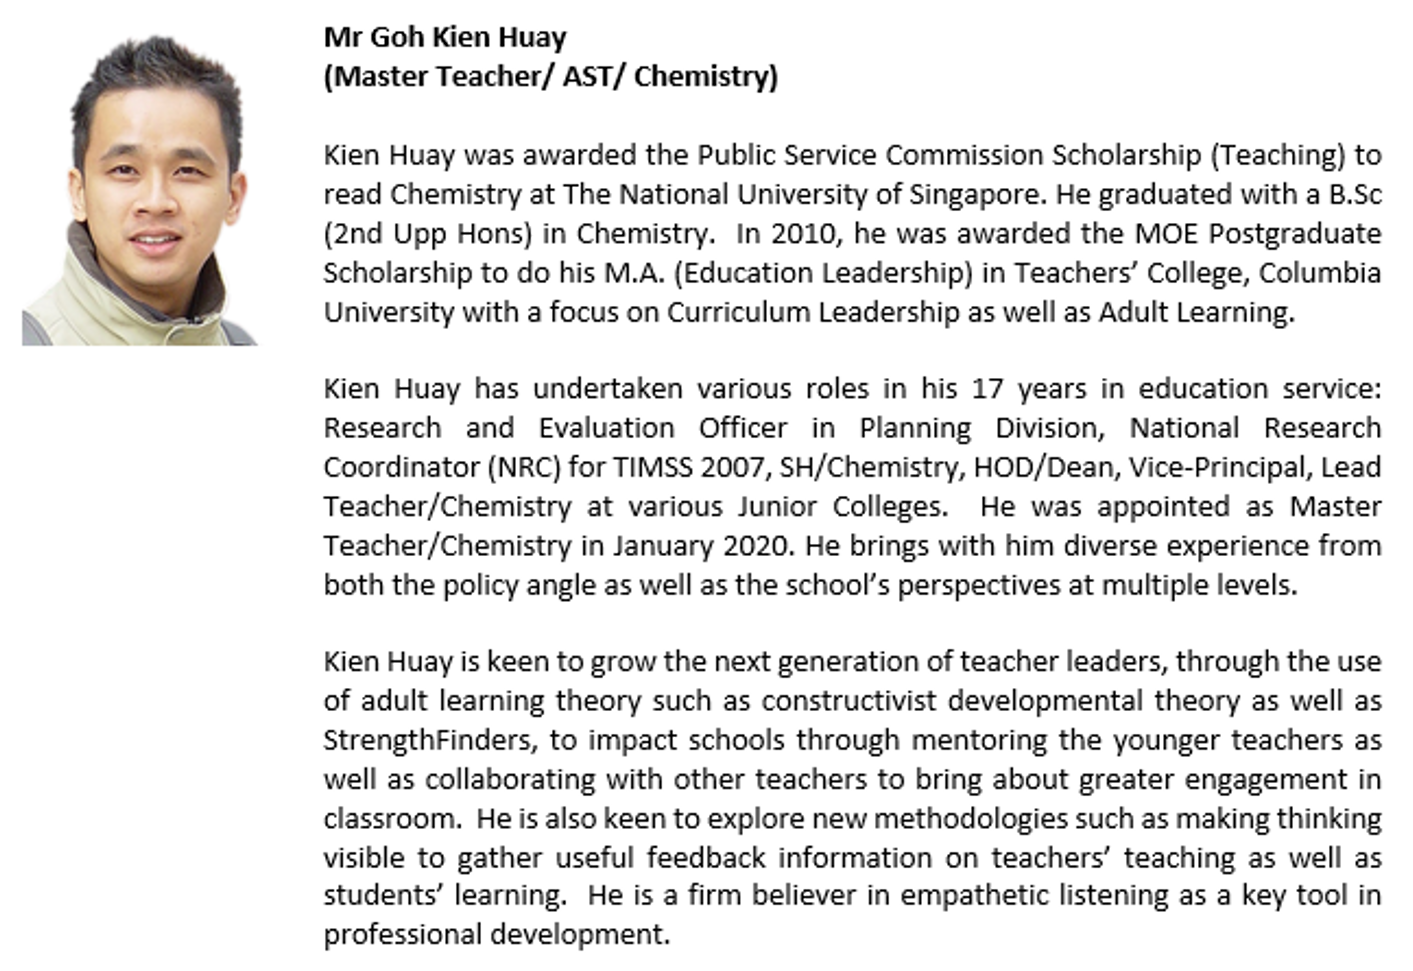 Mr Goh Kien Huay
(Master Teacher/ AST/ Chemistry)
Kien Huay was awarded the Public Service Commission Scholarship (Teaching) to
read Chemistry at The National University of Singapore. He graduated with a B.Sc
(2nd Upp Hons) in Chemistry.  In 2010, he was awarded the MOE Postgraduate
Scholarship to do his M.A. (Education Leadership) in Teachers’ College, Columbia
University with a focus on Curriculum Leadership as well as Adult Learning.
Kien Huay has undertaken various roles in his 17 years in education service:
Research and Evaluation Officer in Planning Division, National Research
Coordinator (NRC) for TIMSS 2007, SH/Chemistry, HOD/Dean, Vice-Principal, Lead
Teacher/Chemistry at various Junior Colleges.  He was appointed as Master
Teacher/Chemistry in January 2020. He brings with him diverse experience from
both the policy angle as well as the school’s perspectives at multiple levels.
Kien Huay is keen to grow the next generation of teacher leaders, through the use
of adult learning theory such as constructivist developmental theory as well as
StrengthFinders, to impact schools through mentoring the younger teachers as
well as collaborating with other teachers to bring about greater engagement in
classroom.  He is also keen to explore new methodologies such as making thinking
visible to gather useful feedback information on teachers’ teaching as well as
students’ learning.  He is a firm believer in empathetic listening as a key tool in
professional development.